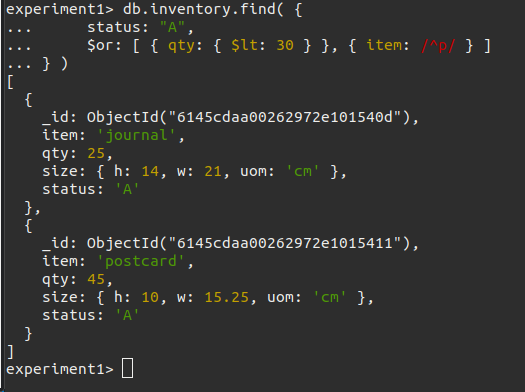 experiment1> db.inventory.find( {
...      status: "A",
...      $or: [ { qty: { $lt: 30 } }, { item: /^p/ } ]
... } )
[
  {
    _id: ObjectId("6145cdaa00262972e101540d"),
    item: 'journal',
    qty: 25,
    size: { h: 14, w: 21, uom: 'cm' },
    status: 'A'
  },
  {
    _id: ObjectId("6145cdaa00262972e1015411"),
    item: 'postcard',
    qty: 45,
    size: { h: 10, w: 15.25, uom: 'cm' },
    status: 'A'
  }
]
experiment1>